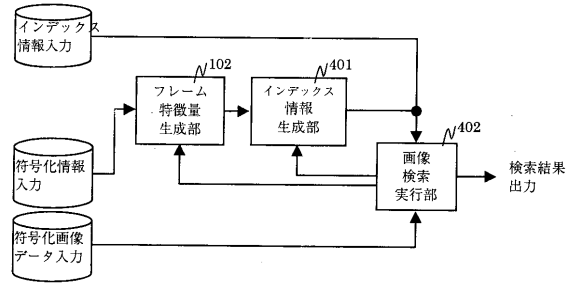 インデックス
情報入力
102
フレーム
特徴量
生成部
401
インデックス
情報
生成部
402
画像
検索
実行部
検索結果
出力
符号化情報
入力
符号化画像
データ入力